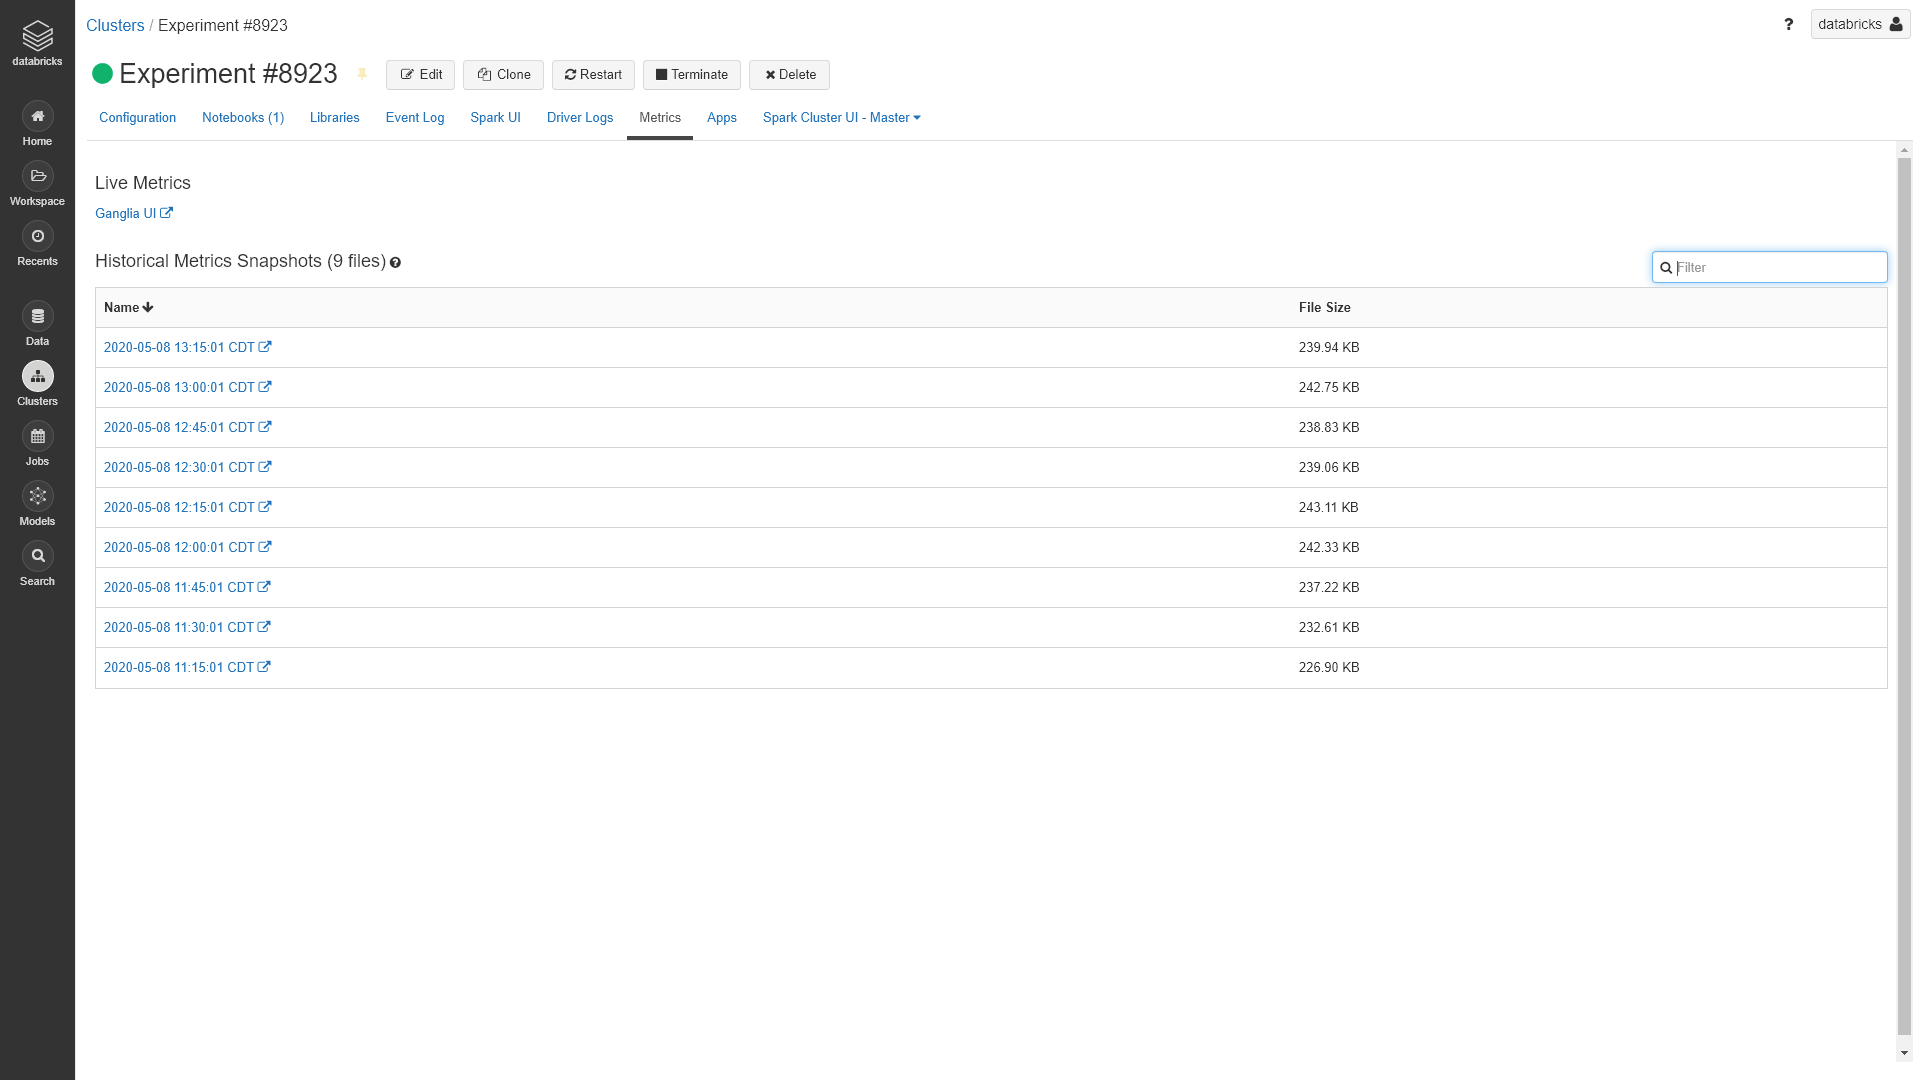 databricks
Home
Workspace
Recents
Data
Clusters
Jobs
Models
Search
Clusters / Experiment #8923
? databricks
Experiment #8923 Edit Clone Restart Terminate Delete
Configuration Notebooks (1) Libraries Event Log Spark UI Driver Logs Metrics Apps Spark Cluster UI - Master
Live Metrics
Ganglia UI
Historical Metrics Snapshots (9 files) ?
Filter
Name File Size
2020-05-08 13:15:01 CDT 239.94 KB
2020-05-08 13:00:01 CDT 242.75 KB
2020-05-08 12:45:01 CDT 238.83 KB
2020-05-08 12:30:01 CDT 239.06 KB
2020-05-08 12:15:01 CDT 243.11 KB
2020-05-08 12:00:01 CDT 242.33 KB
2020-05-08 11:45:01 CDT 237.22 KB
2020-05-08 11:30:01 CDT 232.61 KB
2020-05-08 11:15:01 CDT 226.90 KB